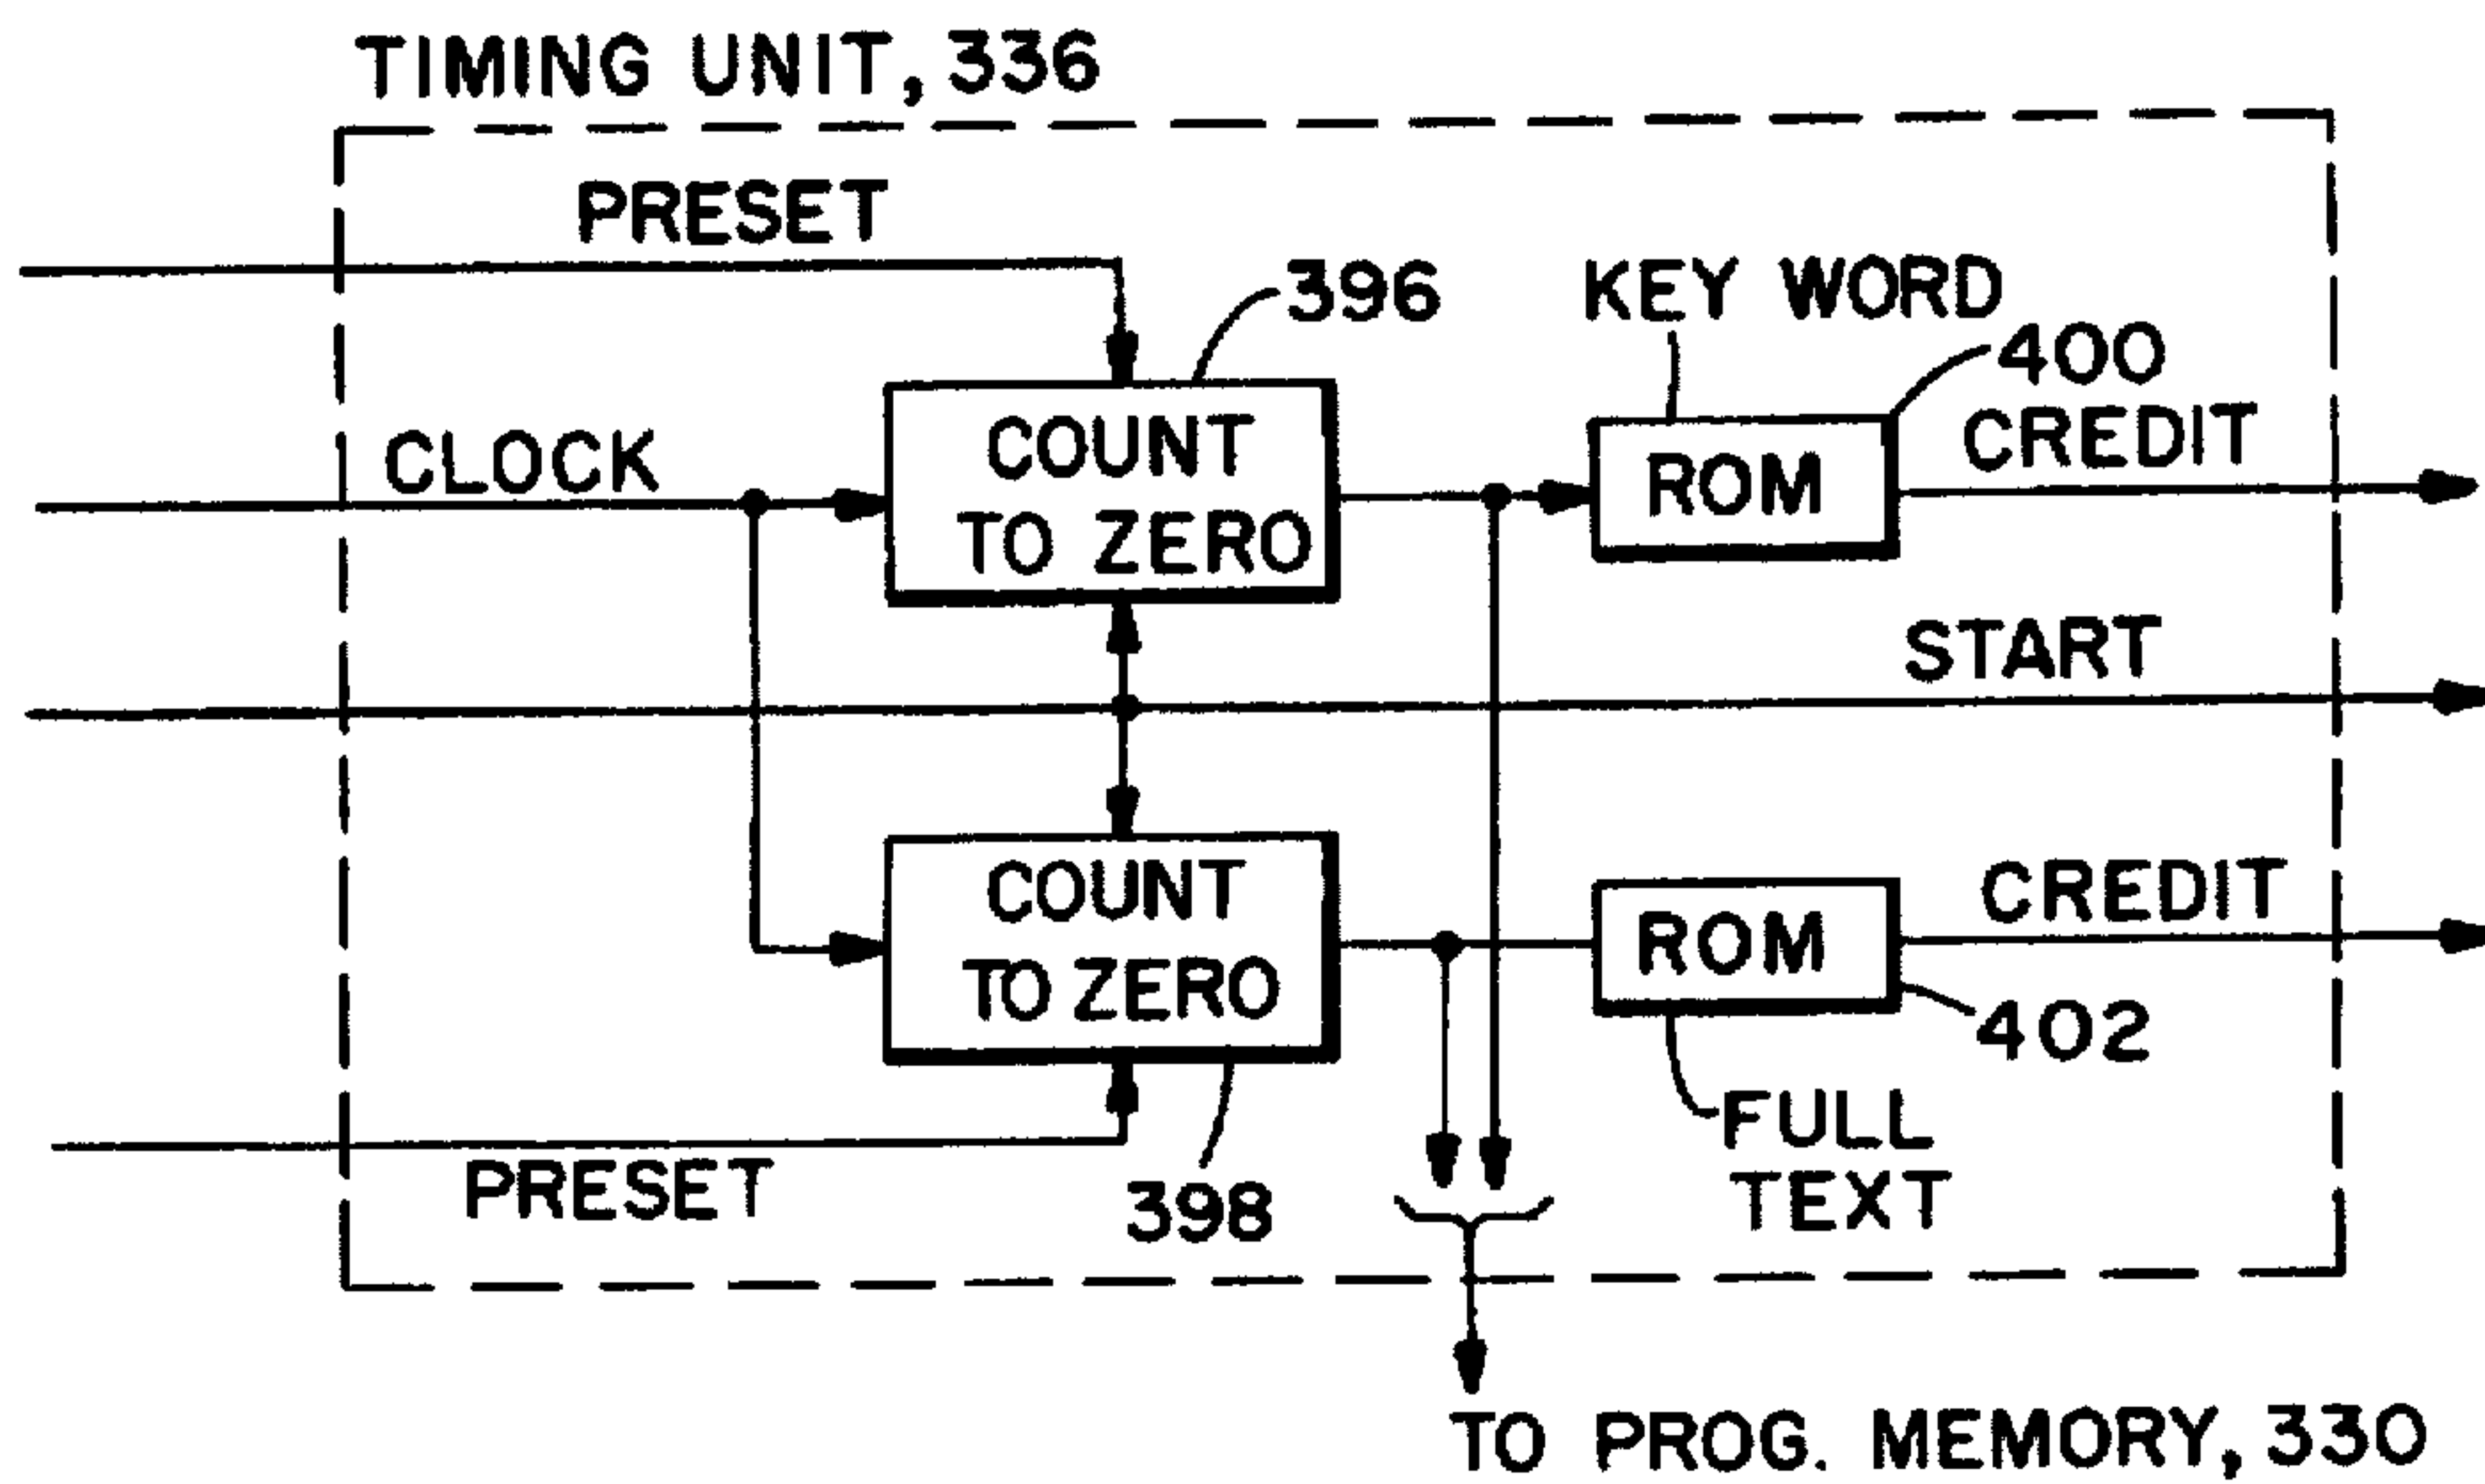 TIMING UNIT, 336
PRESET
396
KEY WORD
400
CLOCK
COUNT
TO ZERO
ROM
CREDIT
START
COUNT
TO ZERO
ROM
CREDIT
402
FULL
TEXT
PRESET
398
TO PROG. MEMORY, 330